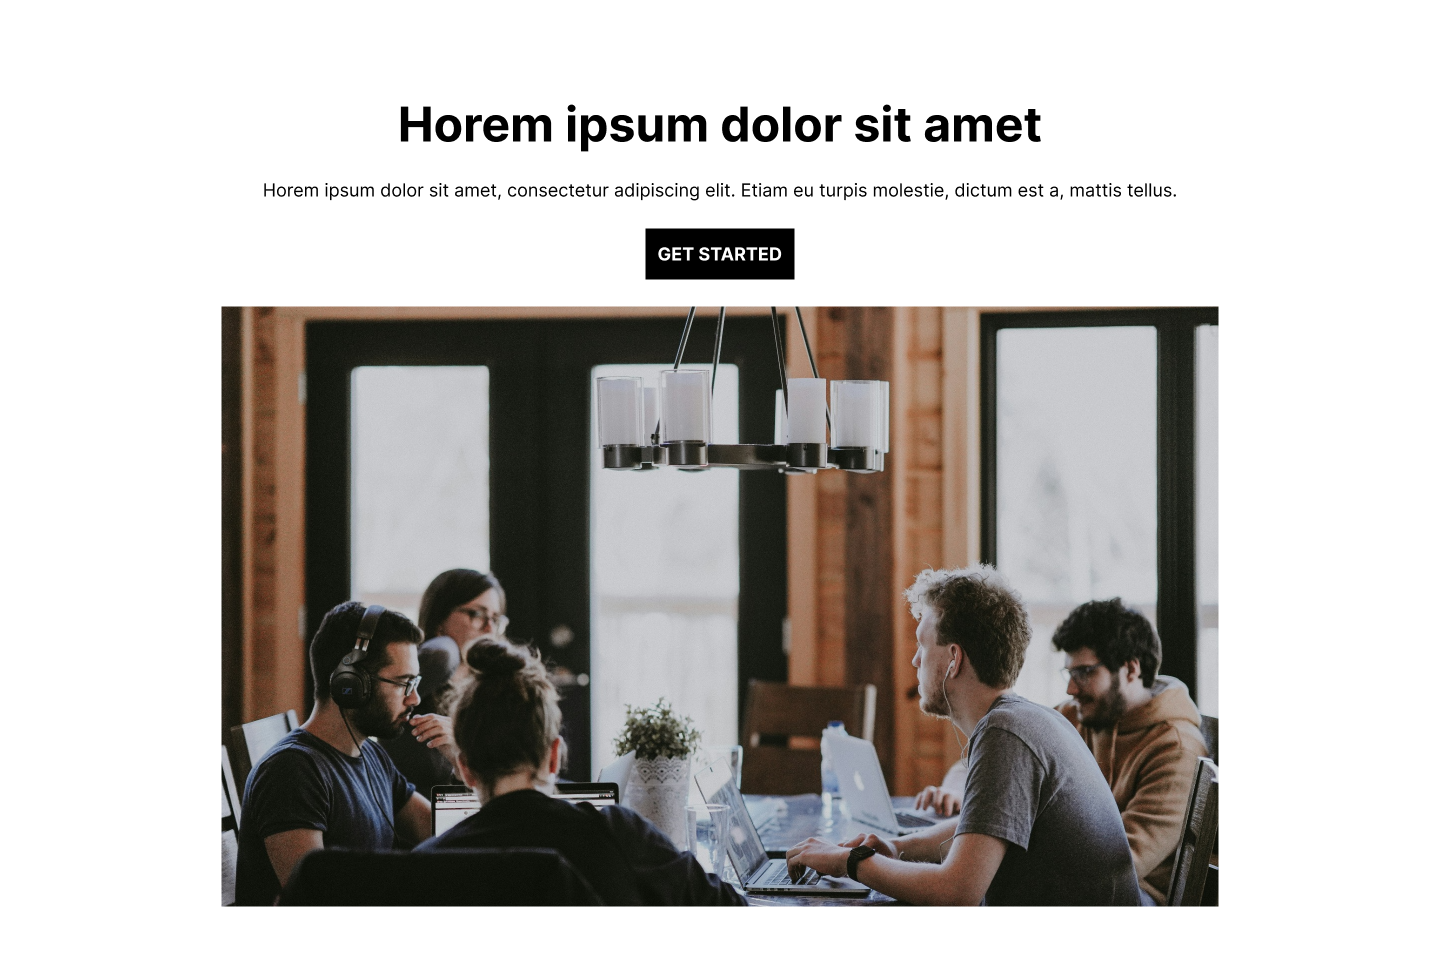 Horem ipsum dolor sit amet
Horem ipsum dolor sit amet, consectetur adipiscing elit. Etiam eu turpis molestie, dictum est a, mattis tellus.
GET STARTED